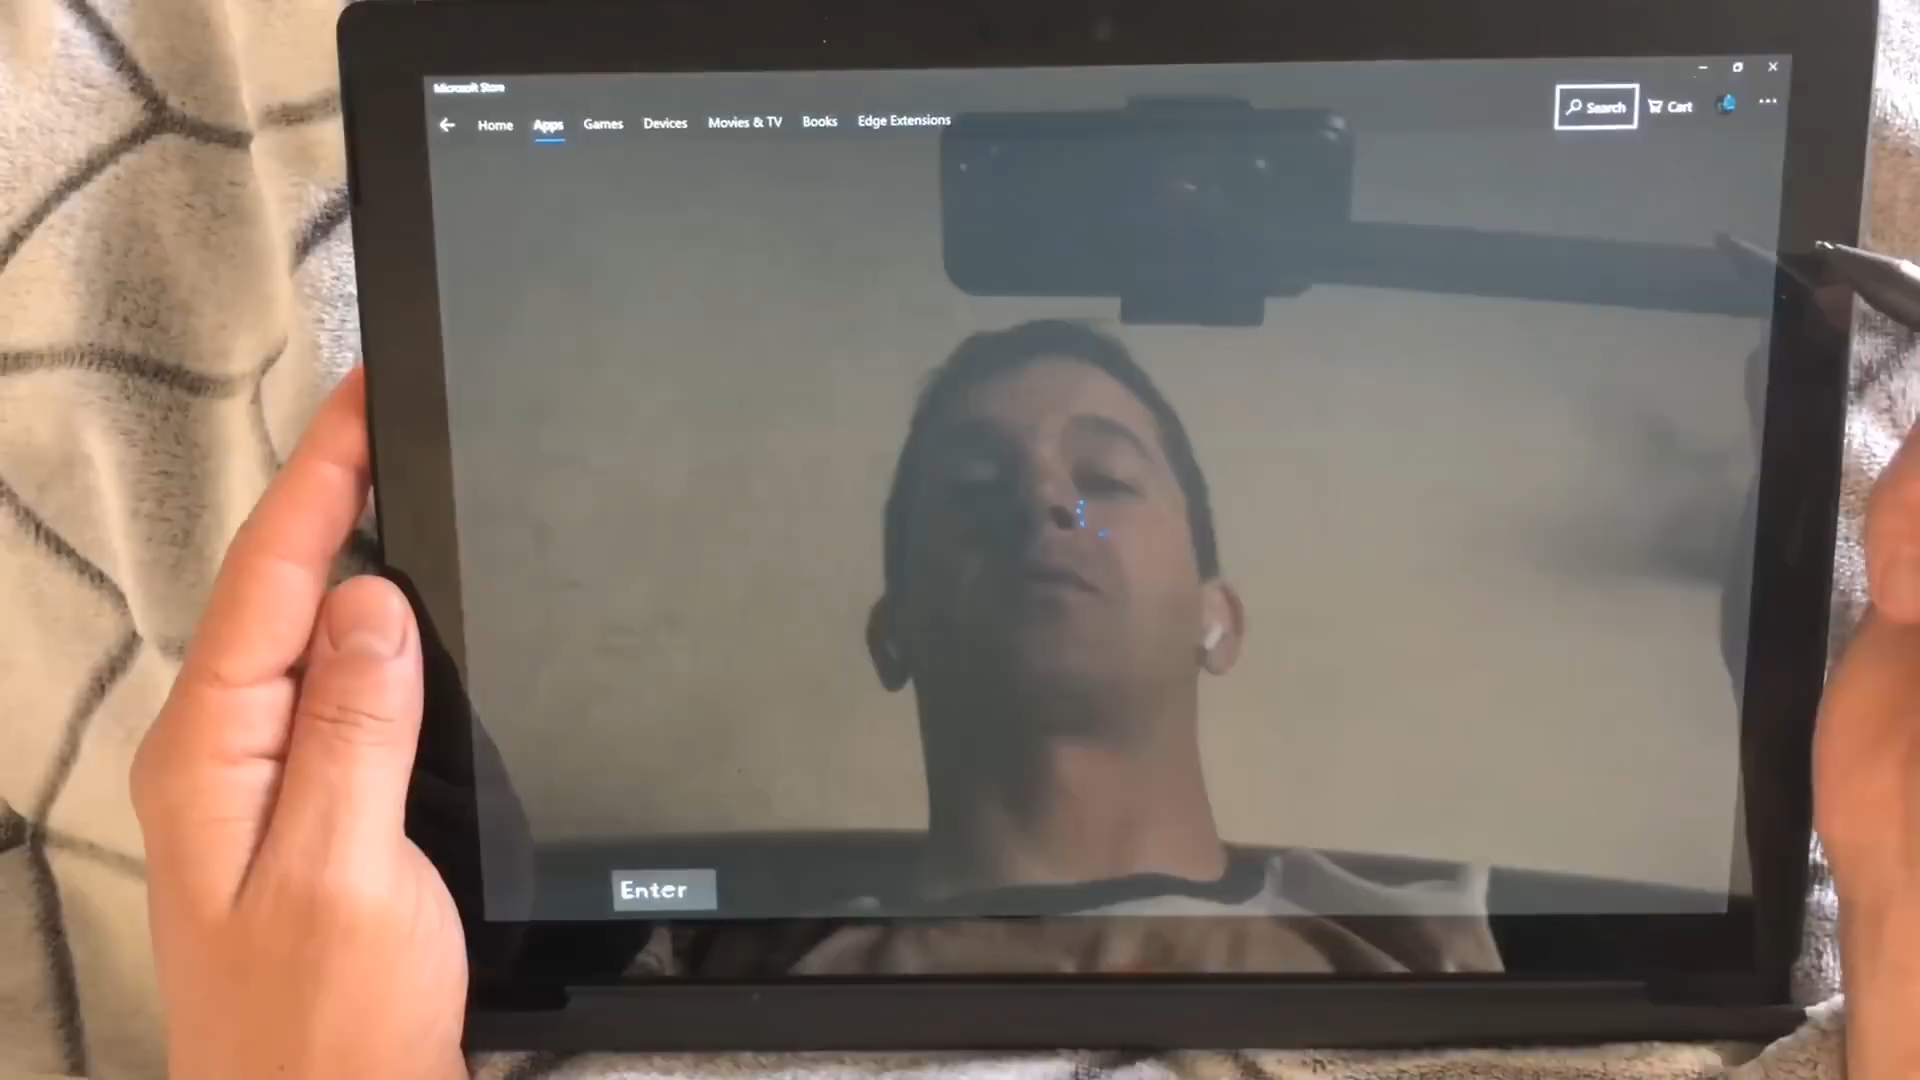 Microsoft Store
Home Apps Games Devices Movies & TV Books Edge Extensions
Search Cart
Enter